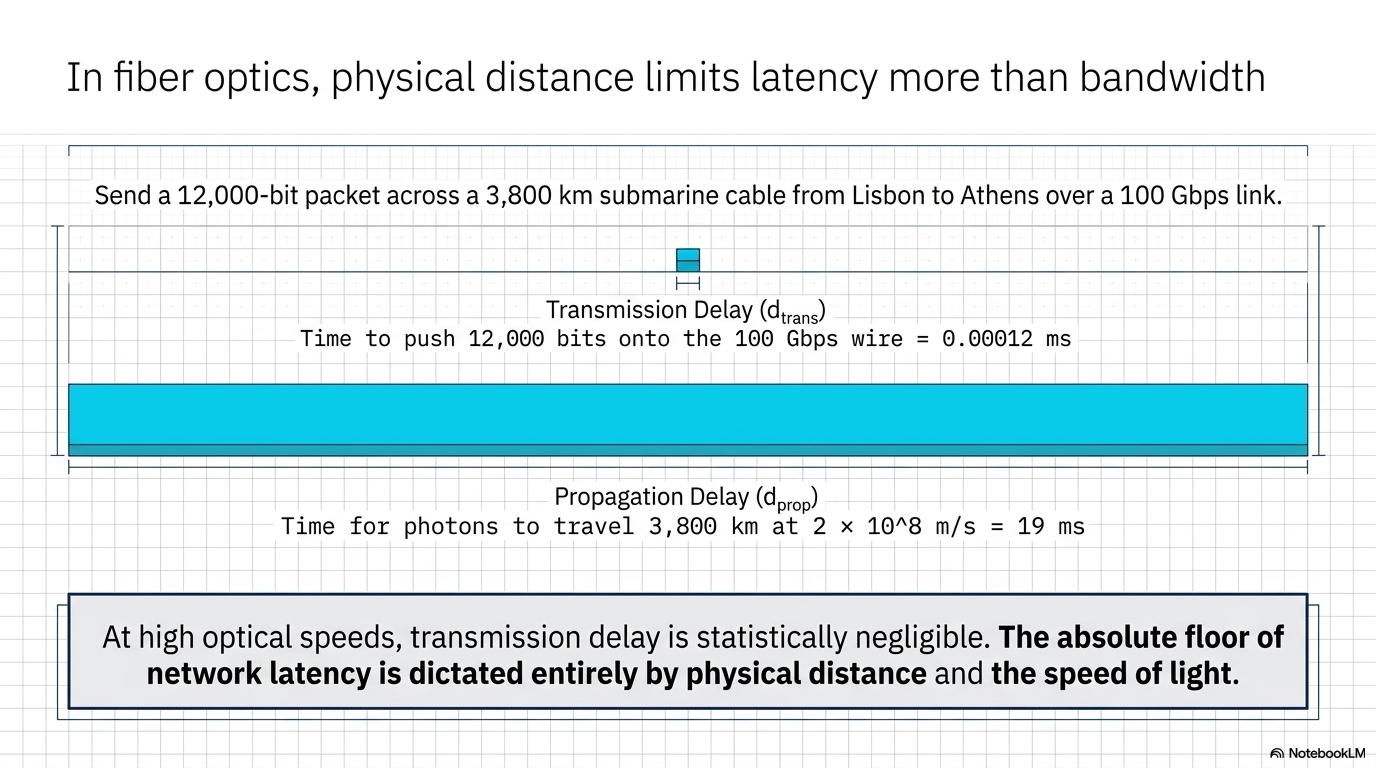 In fiber optics, physical distance limits latency more than bandwidth
Send a 12,000-bit packet across a 3,800 km submarine cable from Lisbon to Athens over a 100 Gbps link.
Transmission Delay (d_trans)
Time to push 12,000 bits onto the 100 Gbps wire = 0.00012 ms
Propagation Delay (d_prop)
Time for photons to travel 3,800 km at 2 × 10^8 m/s = 19 ms
At high optical speeds, transmission delay is statistically negligible. The absolute floor of
network latency is dictated entirely by physical distance and the speed of light.
NotebookLM